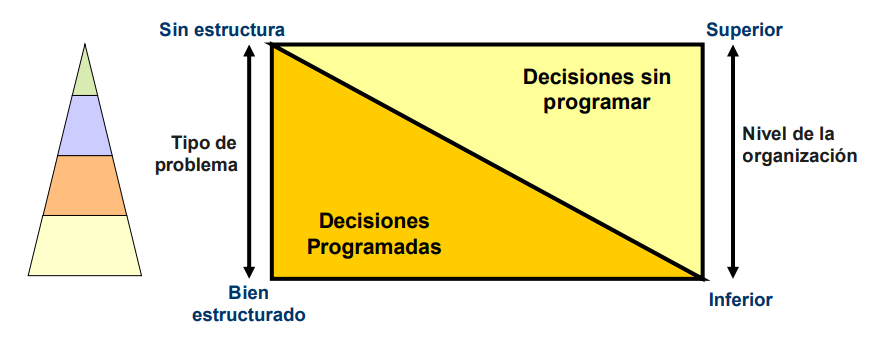 Sin estructura
Superior
Decisiones sin
programar
Tipo de
problema
Nivel de la
organización
Decisiones
Programadas
Bien
estructurado
Inferior